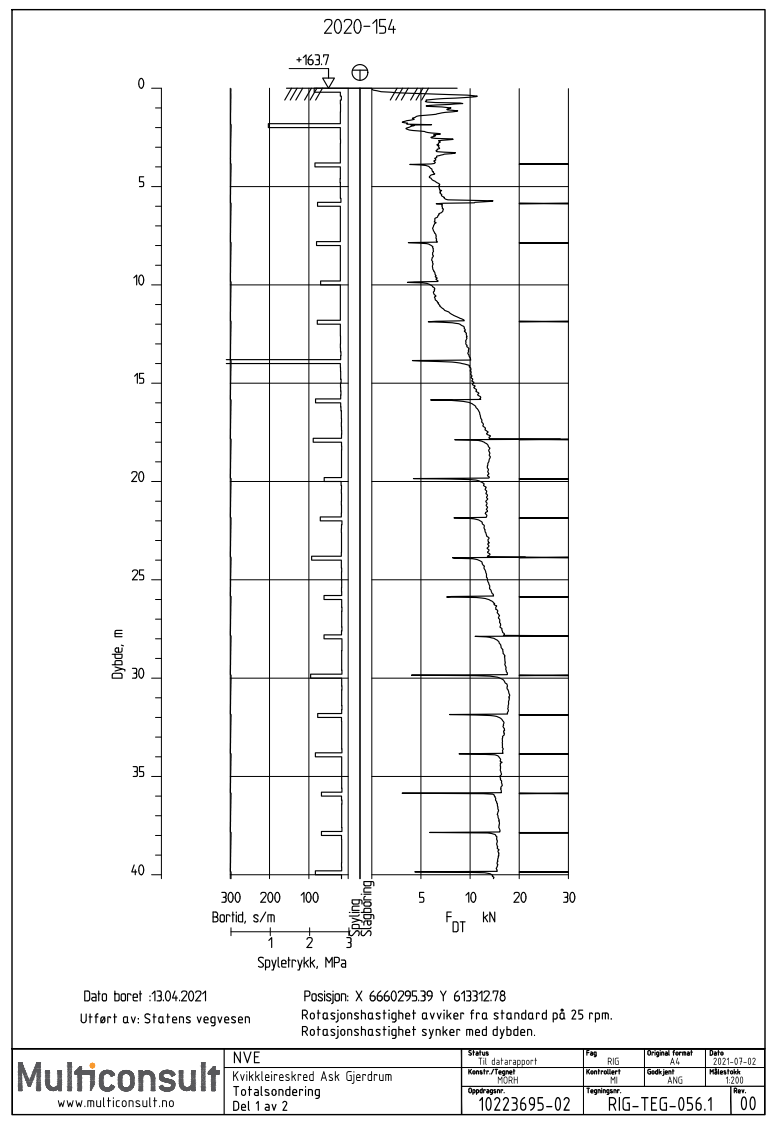 2020-154
+163.7
0
5
10
15
20
25
30
35
40
Dybde, m
300 200 100
Bortid, s/m
1 2 3
Spyletrykk, MPa
Spyling
Slagboring
5 10 20 30
F DT kN
Dato boret :13.04.2021
Posisjon: X 6660295.39 Y 613312.78
Utført av: Statens vegvesen
Rotasjonshastighet avviker fra standard på 25 rpm.
Rotasjonshastighet synker med dybden.
Multiconsult
www.multiconsult.no
NVE
Kvikkleireskred Ask Gjerdrum
Totalsondering
Del 1 av 2
Status
Til datarapport
Fag
RIG
Original format
A4
Dato
2021-07-02
Konstr./Tegnet
MORH
Kontrollert
MI
Godkjent
ANG
Målestokk
1:200
Oppdragsnr.
10223695-02
Tegningsnr.
RIG-TEG-056.1
Rev.
00